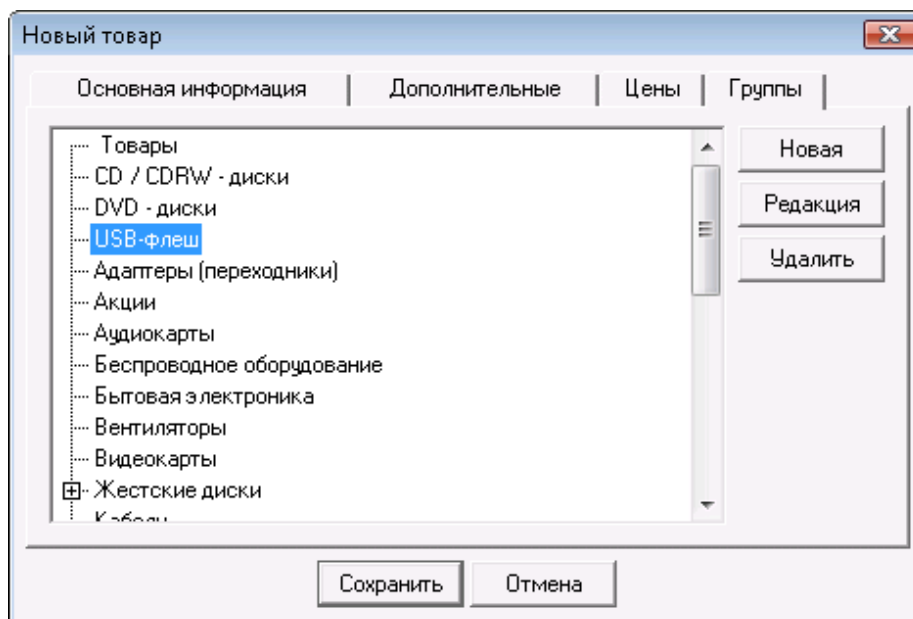 Новый товар
Основная информация Дополнительные Цены Группы
Товары
CD / CDRW - диски
DVD - диски
USB-флеш
Адаптеры (переходники)
Акции
Аудиокарты
Беспроводное оборудование
Бытовая электроника
Вентиляторы
Видеокарты
Жестские диски
Новая
Редакция
Удалить
Сохранить Отмена